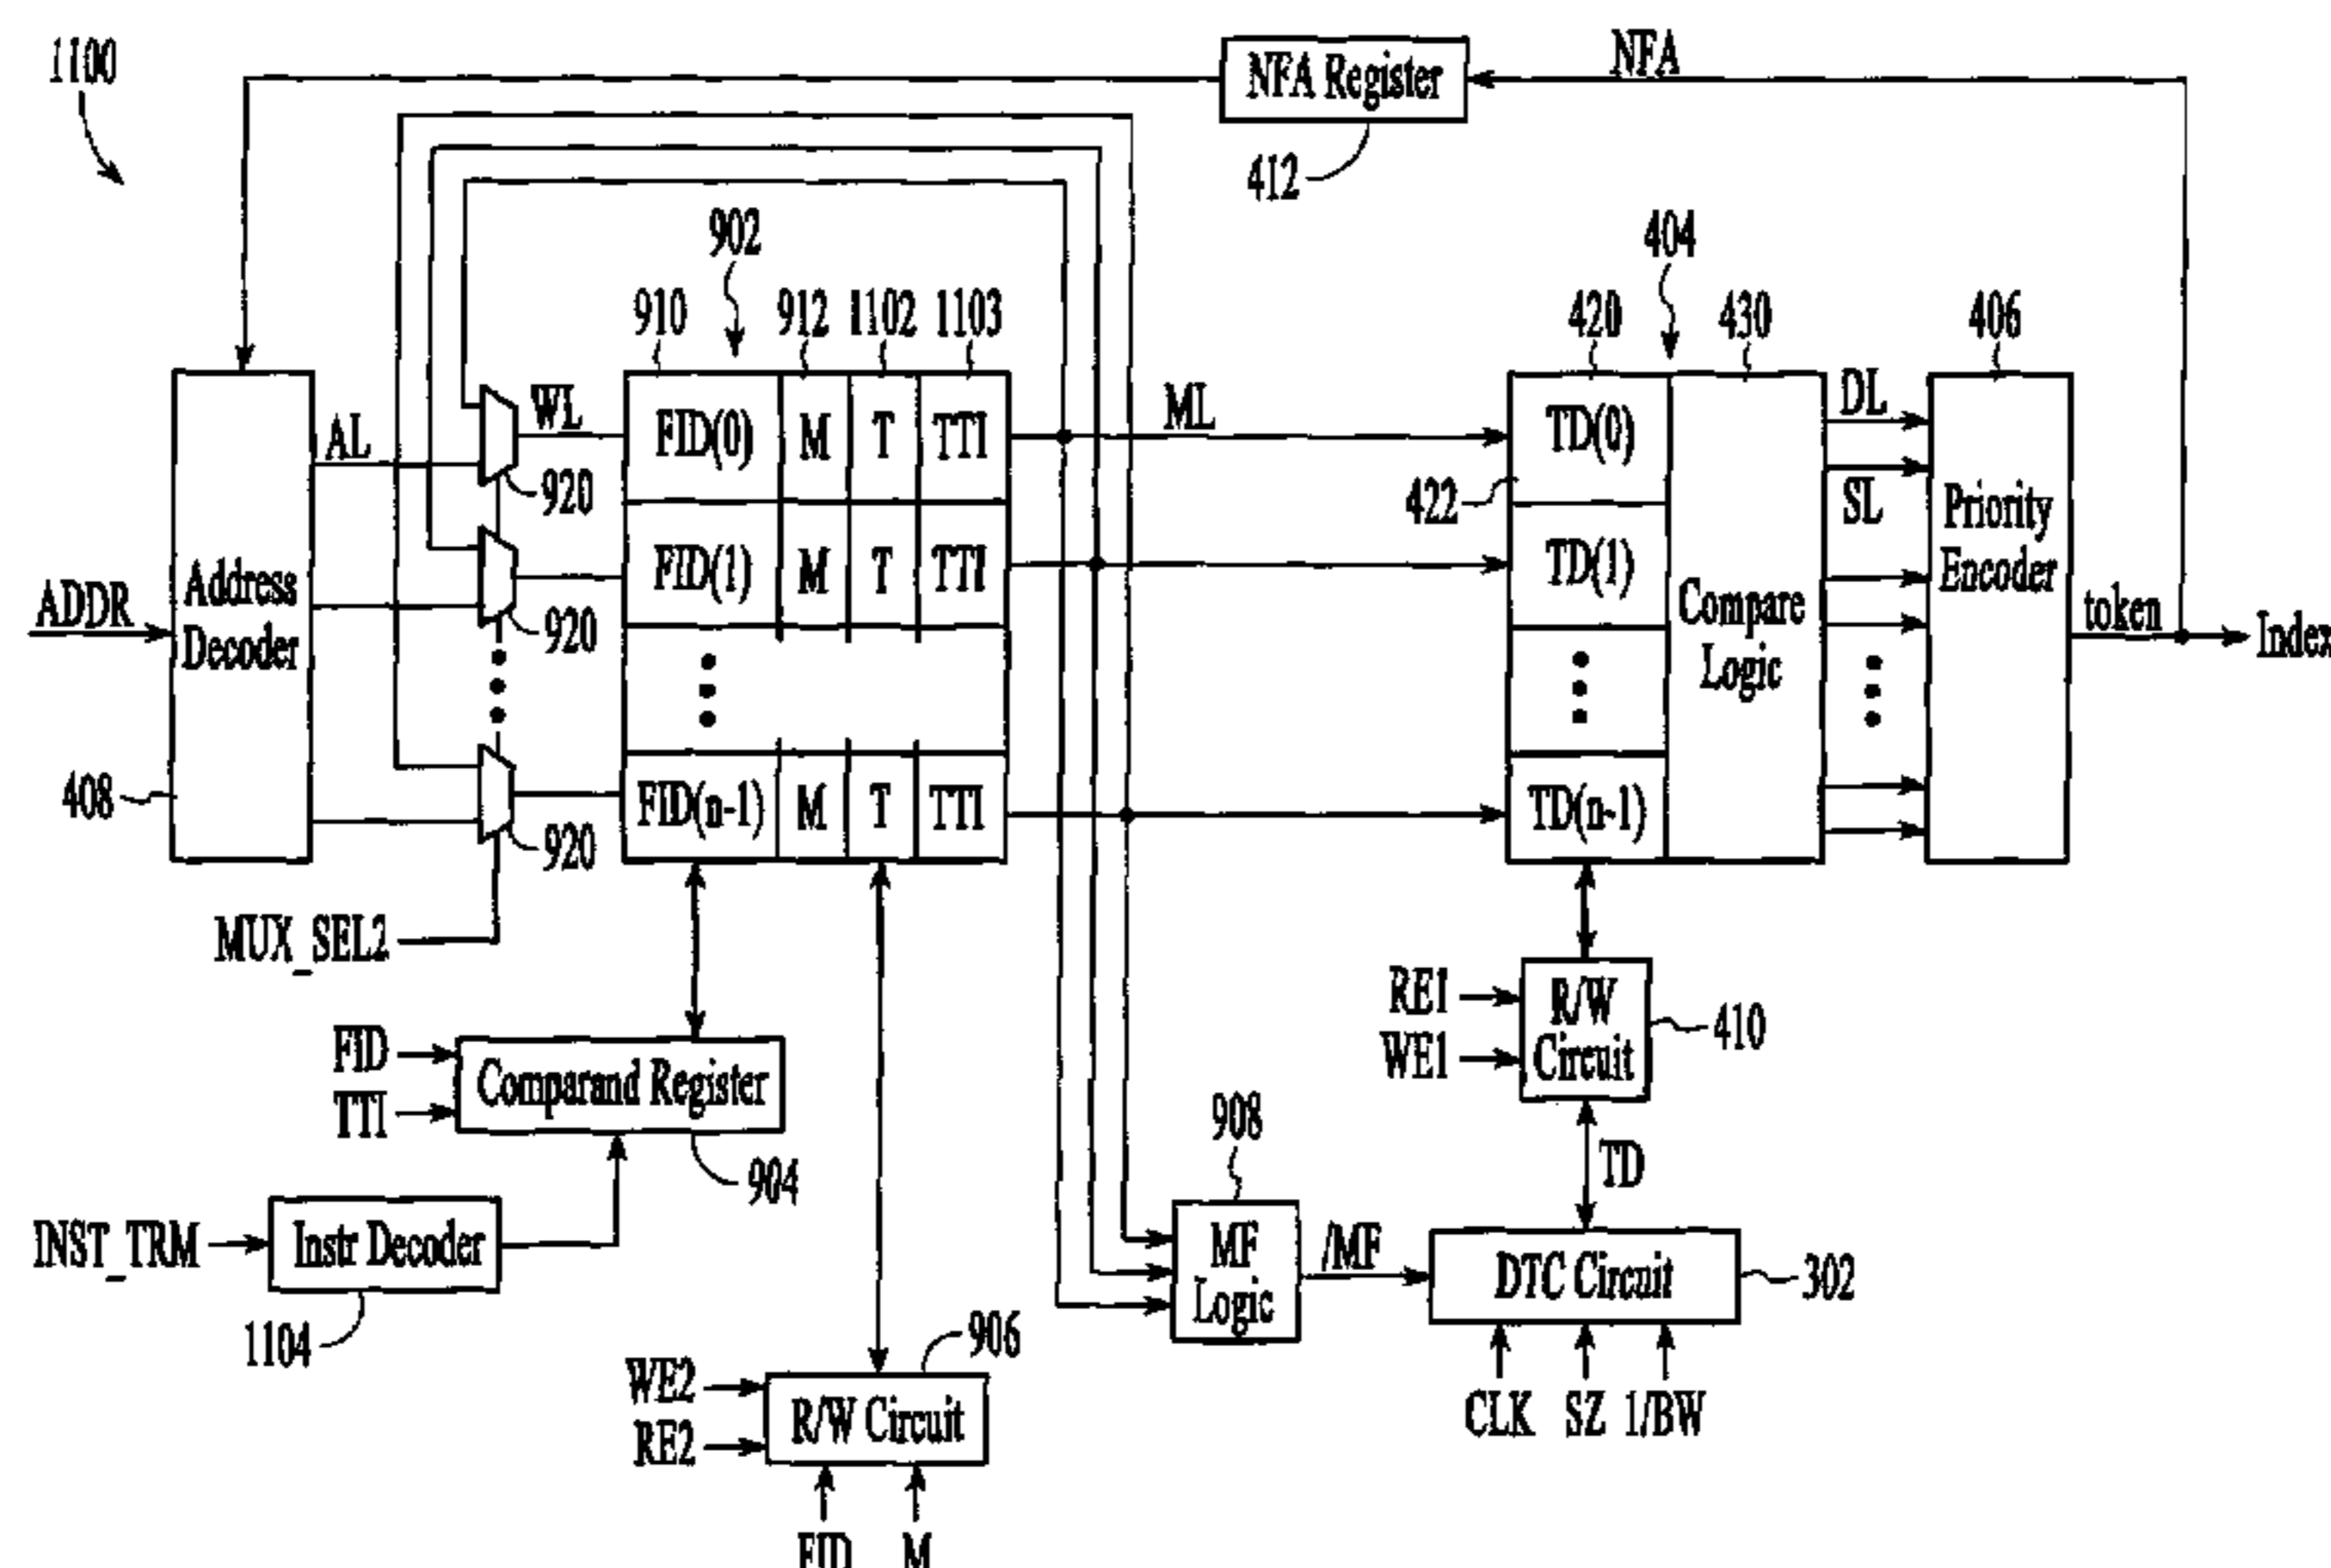 1100
NFA Register
NFA
412
902
404
910
912
1102
1103
420
430
406
AL
WL
FID(0)
M
T
TTI
ML
TD(0)
DL
920
422
SL
FID(1)
M
T
TTI
TD(1)
Priority
Encoder
ADDR
Address
Decoder
920
Compare
Logic
token
Index
408
920
FID(n-1)
M
T
TTI
TD(n-1)
MUX_SEL2
RE1
WE1
R/W
Circuit
410
FID
TTI
Comparand Register
904
908
TD
INST_TRM
Instr Decoder
1104
MF
Logic
/MF
DTC Circuit
302
906
WE2
RE2
R/W Circuit
CLK
SZ
1/BW
FID
M